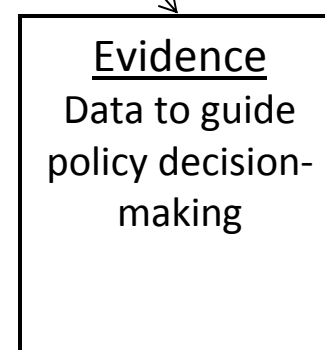 Evidence
Data to guide
policy decision-
making